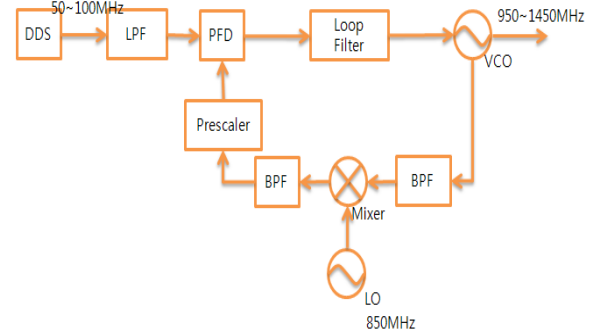 50~100MHz
950~1450MHz
DDS
LPF
PFD
Loop
Filter
VCO
Prescaler
BPF
BPF
Mixer
LO
850MHz